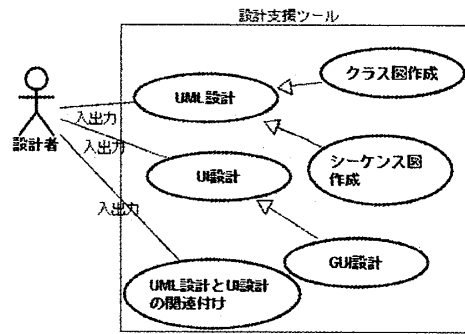 設計支援ツール
クラス図作成
UML設計
入出力
設計者
入出力
シーケンス図
作成
UI設計
入出力
GUI設計
UML設計とUI設計
の関連付け